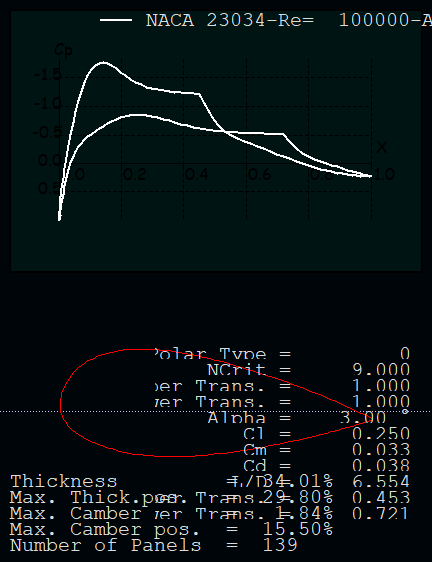 NACA 23034-Re= 100000-A
Cp
-1.5
-1.0
-0.5
0.0
0.5
X
.0 0.2 0.4 0.6 0.8 1.0
Polar Type = 0
NCrit = 9.000
per Trans. = 1.000
wer Trans. = 1.000
Alpha = 3.00 °
Cl = 0.250
Cm = 0.033
Cd = 0.038
Thickness = 34.01% L/D = 6.554
Max. Thick.pos. = 29.80% per Trans. = 0.453
Max. Camber = 1.84% wer Trans. = 0.721
Max. Camber pos. = 15.50%
Number of Panels = 139